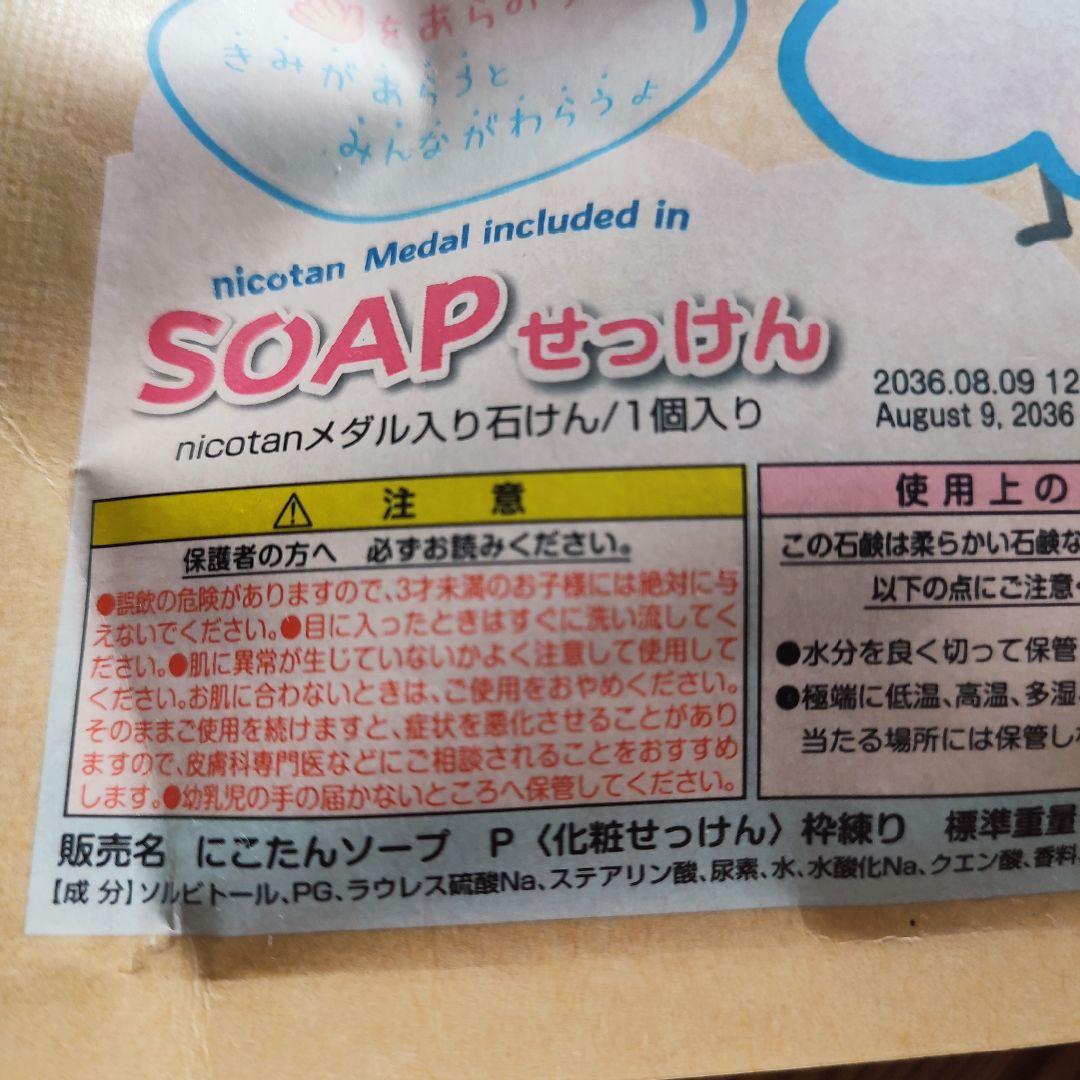 をあらおう
きみがあらうと
みんながわらうよ
nicotan Medal included in
SOAPせっけん
nicotanメダル入り石けん/1個入り
2036.08.09 12
August 9, 2036
⚠ 注 意
保護者の方へ 必ずお読みください。
●誤飲の危険がありますので、3才未満のお子様には絶対に与
えないでください。●目に入ったときはすぐに洗い流してく
ださい。●肌に異常が生じていないかよく注意して使用して
ください。お肌に合わないときは、ご使用をおやめください。
そのままご使用を続けますと、症状を悪化させることがあり
ますので、皮膚科専門医などにご相談されることをおすすめ
します。●幼乳児の手の届かないところへ保管してください。
使用上の
この石鹸は柔らかい石鹸な
以下の点にご注意
●水分を良く切って保管
●極端に低温、高温、多湿
当たる場所には保管しな
販売名 にこたんソープ P〈化粧せっけん〉枠練り 標準重量
【成 分】ソルビトール、PG、ラウレス硫酸Na、ステアリン酸、尿素、水、水酸化Na、クエン酸、香料、